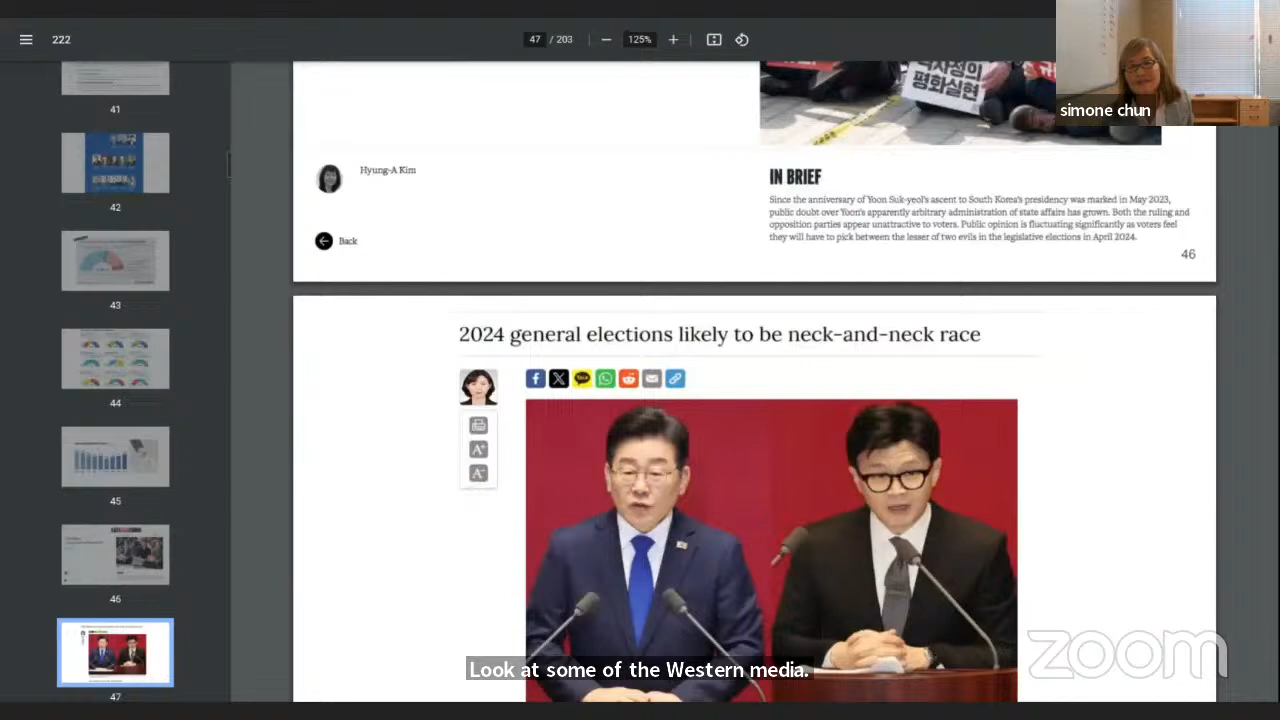 222
47 / 203
125%
simone chun
41
42
43
44
45
46
47
평화실현
Hyung-A Kim
Back
IN BRIEF
Since the anniversary of Yoon Suk-yeol's ascent to South Korea's presidency was marked in May 2023,
public doubt over Yoon's apparently arbitrary administration of state affairs has grown. Both the ruling and
opposition parties appear unattractive to voters. Public opinion is fluctuating significantly as voters feel
they will have to pick between the lesser of two evils in the legislative elections in April 2024.
46
2024 general elections likely to be neck-and-neck race
TALK
A+
A-
Look at some of the Western media.
zoom